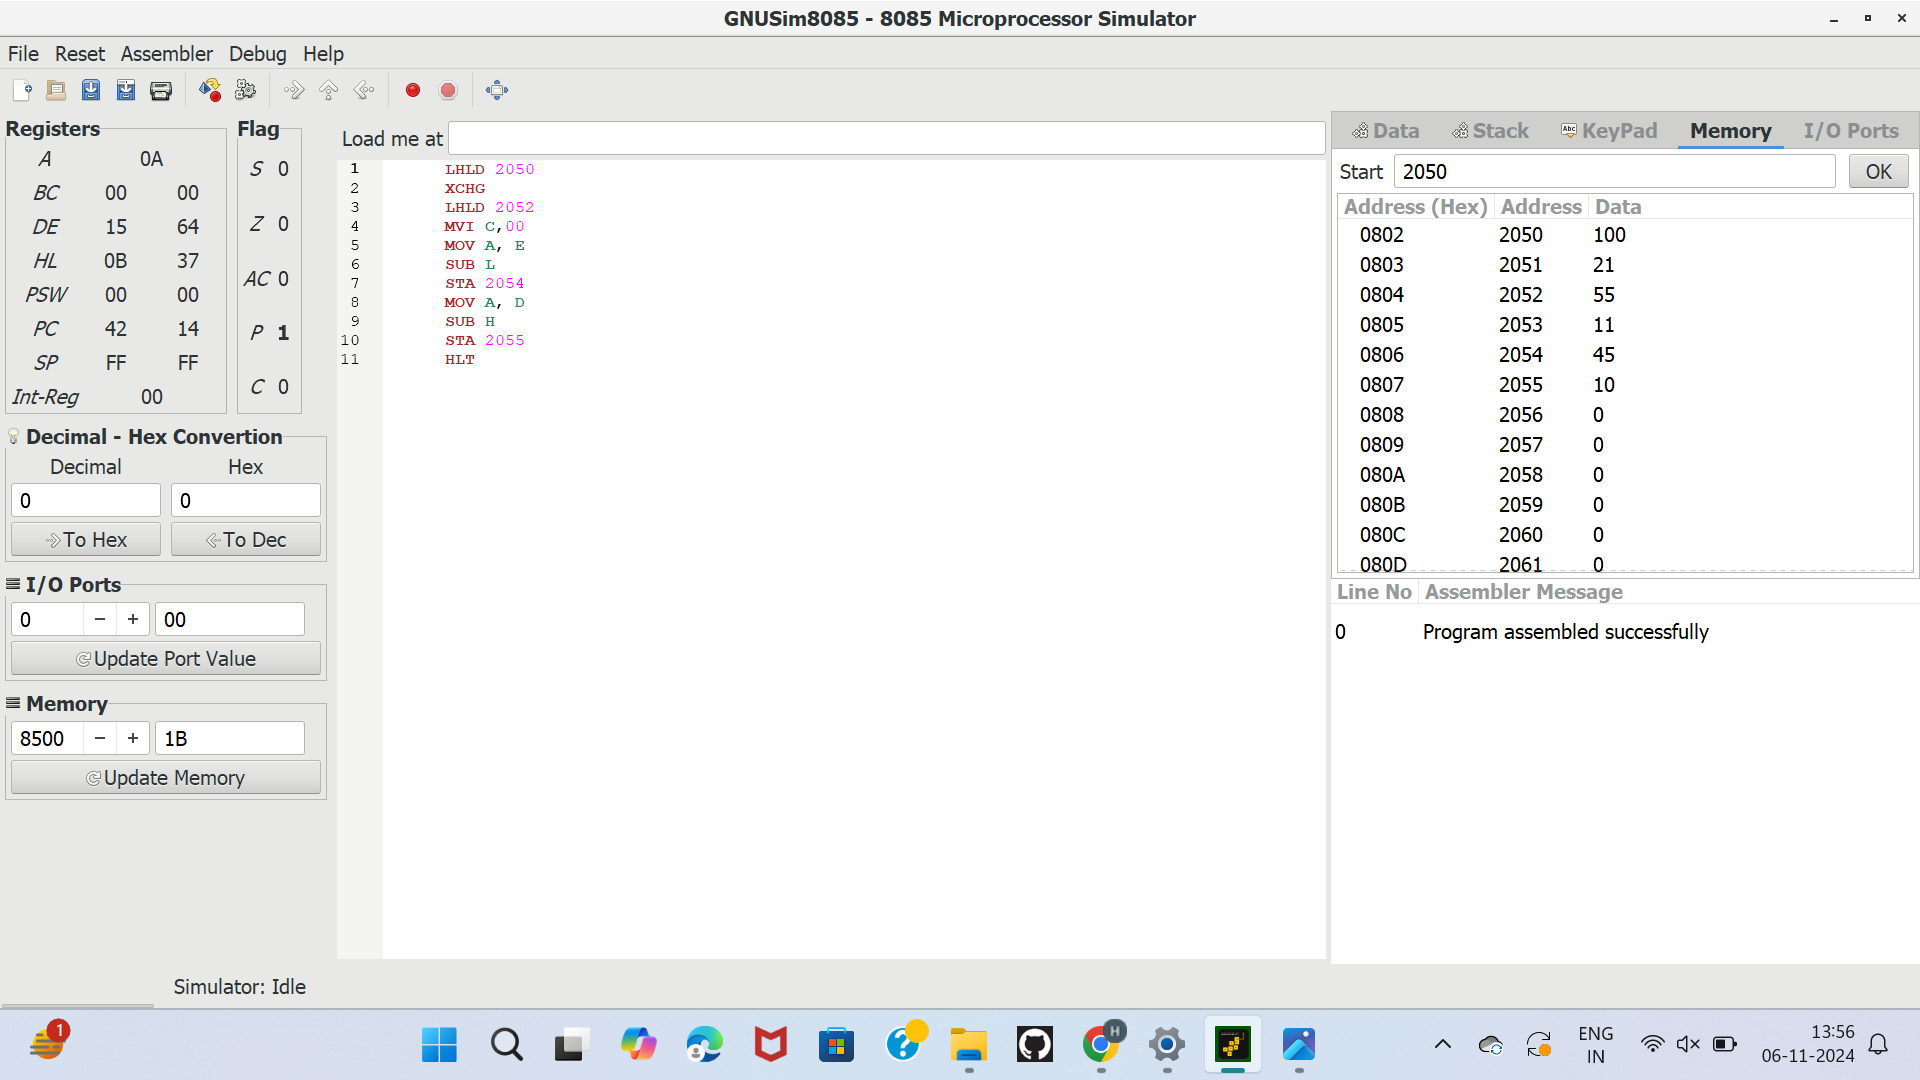 GNUSim8085 - 8085 Microprocessor Simulator
File Reset Assembler Debug Help
Registers
A 0A
BC 00 00
DE 15 64
HL 0B 37
PSW 00 00
PC 42 14
SP FF FF
Int-Reg 00
Flag
S 0
Z 0
AC 0
P 1
C 0
Decimal - Hex Convertion
Decimal Hex
0 0
To Hex To Dec
I/O Ports
0 − + 00
Update Port Value
Memory
8500 − + 1B
Update Memory
Simulator: Idle
Load me at
1 LHLD 2050
2 XCHG
3 LHLD 2052
4 MVI C,00
5 MOV A, E
6 SUB L
7 STA 2054
8 MOV A, D
9 SUB H
10 STA 2055
11 HLT
Data Stack Abc KeyPad Memory I/O Ports
Start 2050 OK
Address (Hex) Address Data
0802 2050 100
0803 2051 21
0804 2052 55
0805 2053 11
0806 2054 45
0807 2055 10
0808 2056 0
0809 2057 0
080A 2058 0
080B 2059 0
080C 2060 0
080D 2061 0
Line No Assembler Message
0 Program assembled successfully
1
H
ENG
IN
13:56
06-11-2024